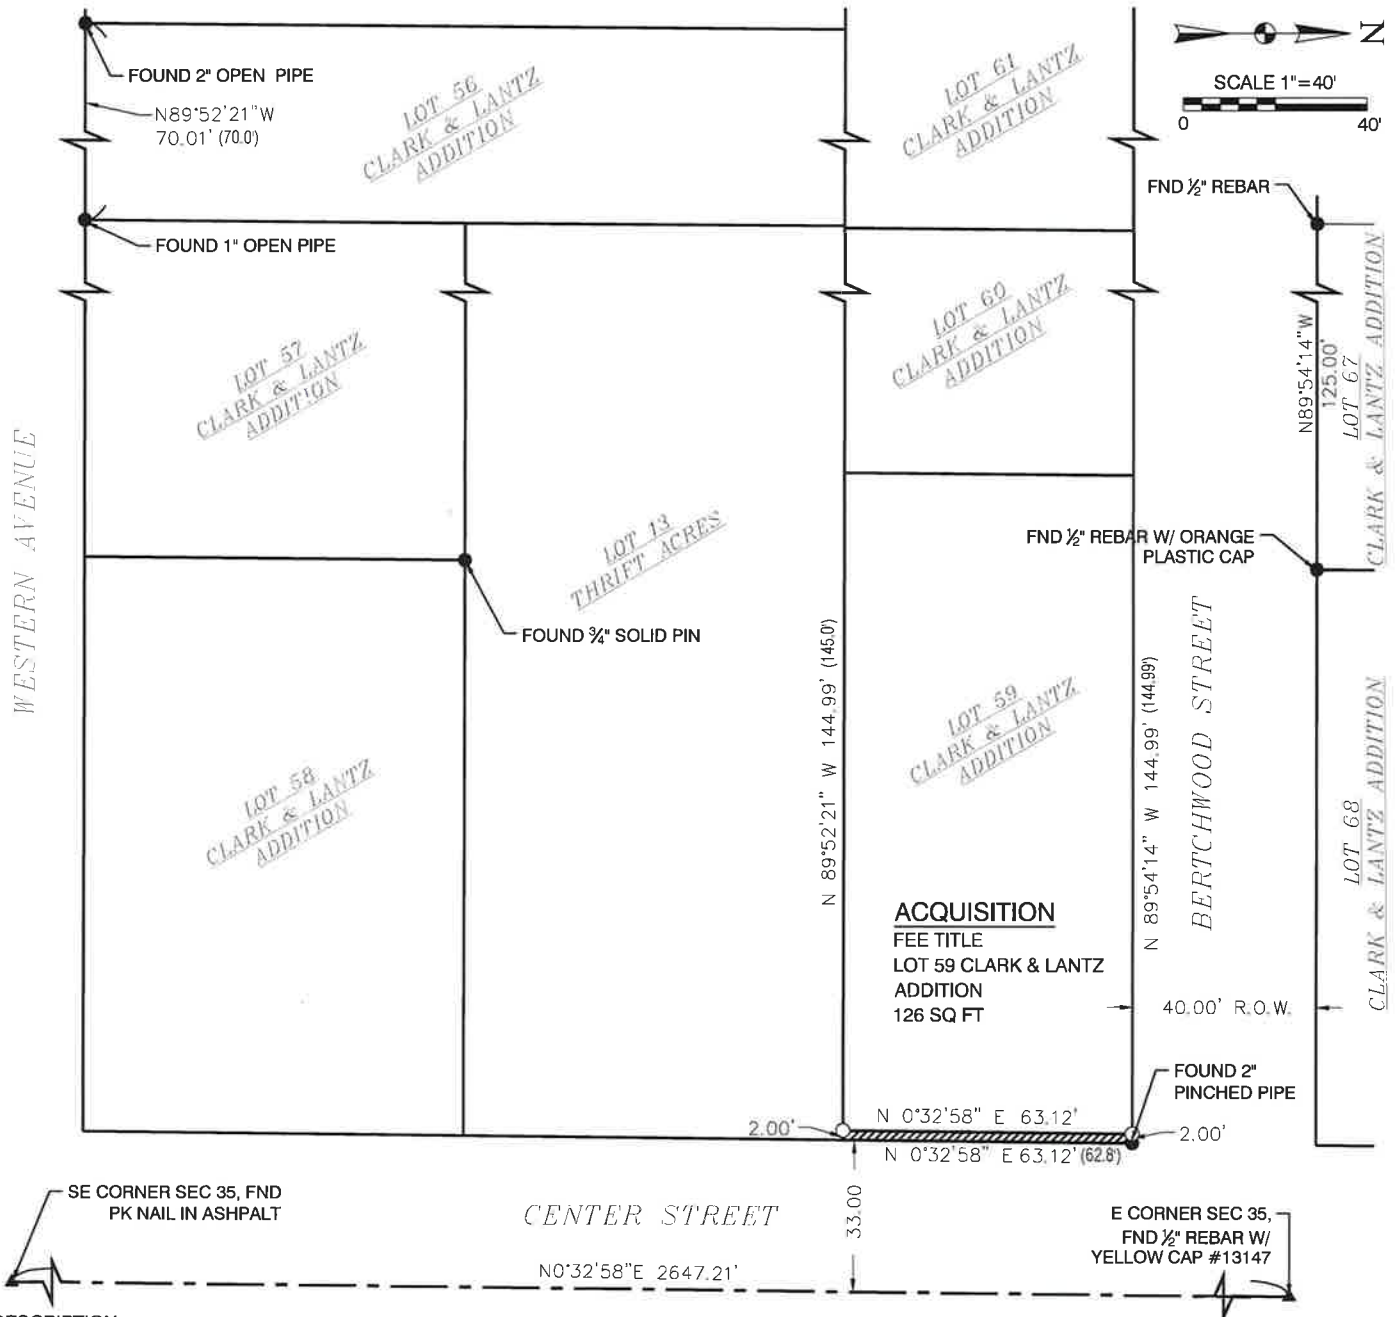 FOUND 2" OPEN PIPE
N89°52'21"W
70.01' (70.0')
LOT 56
CLARK & LANTZ
ADDITION
LOT 61
CLARK & LANTZ
ADDITION
N
SCALE 1"=40'
0 40'
FND ½" REBAR
FOUND 1" OPEN PIPE
LOT 57
CLARK & LANTZ
ADDITION
LOT 60
CLARK & LANTZ
ADDITION
N89°54'14"W
125.00'
LOT 67
CLARK & LANTZ ADDITION
WESTERN AVENUE
LOT 13
THRIFT ACRES
FND ½" REBAR W/ ORANGE
PLASTIC CAP
FOUND ¾" SOLID PIN
N 89°52'21" W 144.99' (145.0')
LOT 59
CLARK & LANTZ
ADDITION
N 89°54'14" W 144.99' (144.99')
BERTCHWOOD STREET
LOT 68
CLARK & LANTZ ADDITION
LOT 58
CLARK & LANTZ
ADDITION
ACQUISITION
FEE TITLE
LOT 59 CLARK & LANTZ
ADDITION
126 SQ FT
40.00' R.O.W.
FOUND 2"
PINCHED PIPE
2.00'
N 0°32'58" E 63.12'
2.00'
N 0°32'58" E 63.12' (62.8')
SE CORNER SEC 35, FND
PK NAIL IN ASHPALT
CENTER STREET
33.00
E CORNER SEC 35,
FND ½" REBAR W/
YELLOW CAP #13147
N0°32'58"E 2647.21'